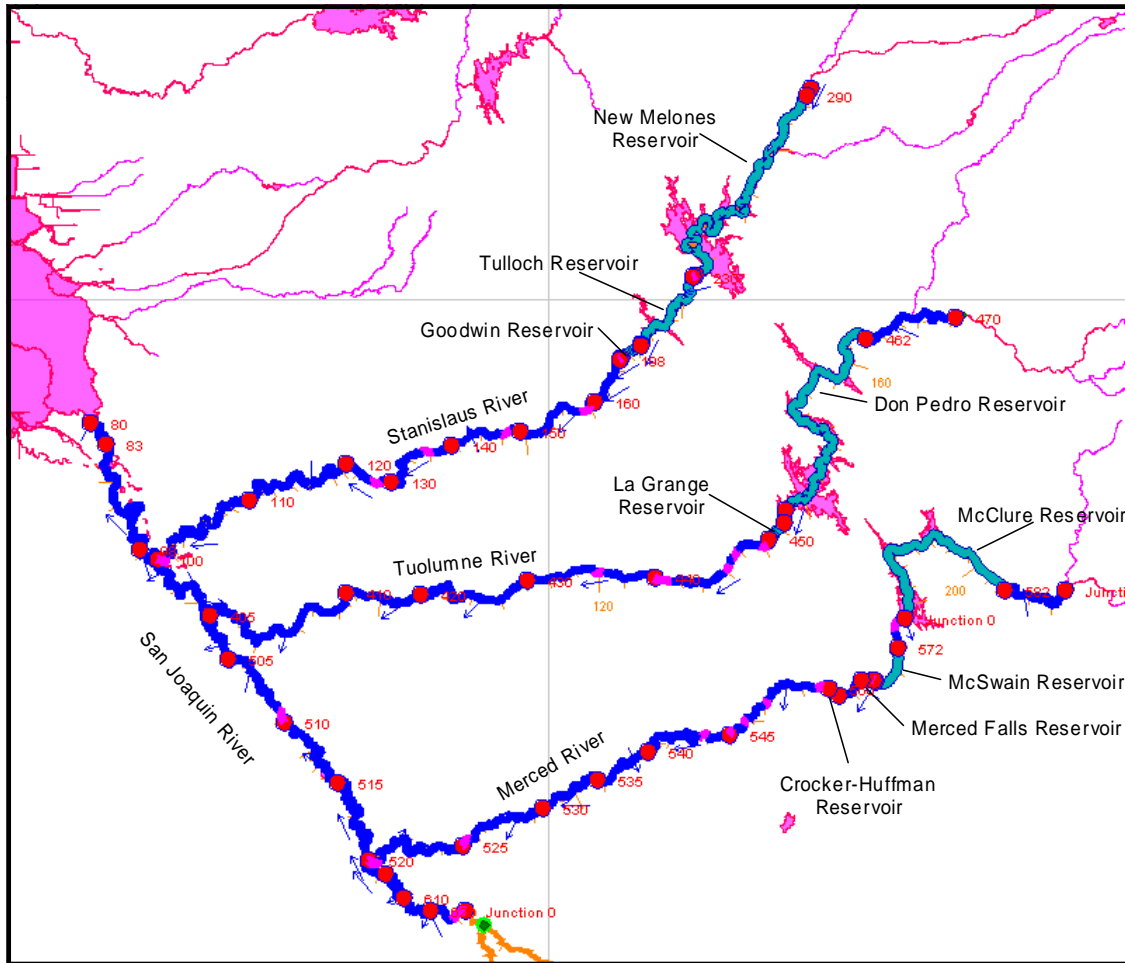 290
New Melones
Reservoir
Tulloch Reservoir
Goodwin Reservoir
470
462
160
Don Pedro Reservoir
160
Stanislaus River
80
83
140
120
130
110
La Grange
Reservoir
McClure Reservoir
450
100
Tuolumne River
430
440
410
420
120
200
Junction 0
405
505
572
San Joaquin River
McSwain Reservoir
510
Merced Falls Reservoir
545
Merced River
540
Crocker-Huffman
Reservoir
515
535
530
525
520
610
Junction 0